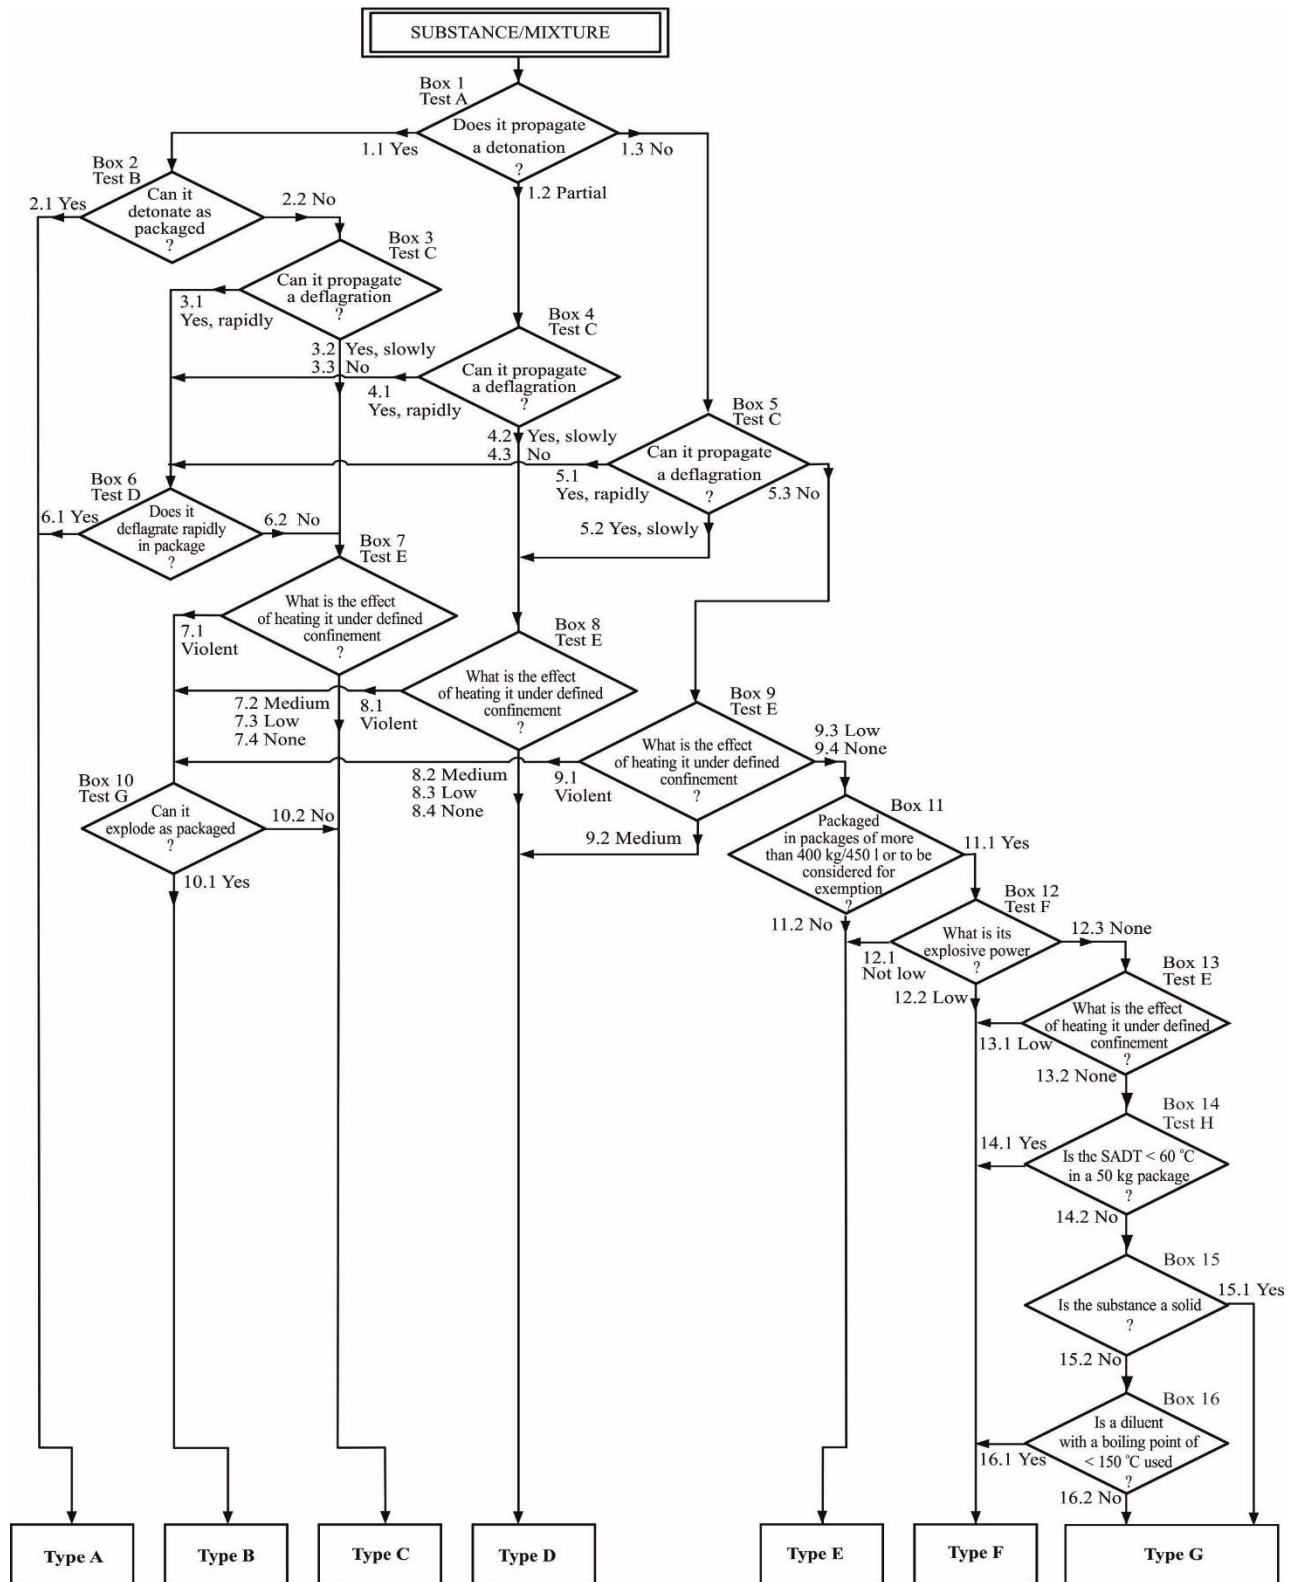 SUBSTANCE/MIXTURE
Box 1
Test A
Does it propagate
a detonation
?
1.1 Yes
1.3 No
1.2 Partial
Box 2
Test B
Can it
detonate as
packaged
?
2.1 Yes
2.2 No
Box 3
Test C
Can it propagate
a deflagration
?
3.1
Yes, rapidly
3.2 Yes, slowly
3.3 No
Box 4
Test C
Can it propagate
a deflagration
?
4.1
Yes, rapidly
4.2 Yes, slowly
4.3 No
Box 5
Test C
Can it propagate
a deflagration
?
5.1
Yes, rapidly
5.3 No
5.2 Yes, slowly
Box 6
Test D
Does it
deflagrate rapidly
in package
?
6.1 Yes
6.2 No
Box 7
Test E
What is the effect
of heating it under defined
confinement
?
7.1
Violent
7.2 Medium
7.3 Low
7.4 None
Box 8
Test E
What is the effect
of heating it under defined
confinement
?
8.1
Violent
8.2 Medium
8.3 Low
8.4 None
Box 9
Test E
What is the effect
of heating it under defined
confinement
?
9.1
Violent
9.3 Low
9.4 None
9.2 Medium
Box 10
Test G
Can it
explode as packaged
?
10.2 No
10.1 Yes
Box 11
Packaged
in packages of more
than 400 kg/450 l or to be
considered for
exemption
?
11.1 Yes
11.2 No
Box 12
Test F
What is its
explosive power
?
12.1
Not low
12.3 None
12.2 Low
Box 13
Test E
What is the effect
of heating it under defined
confinement
?
13.1 Low
13.2 None
Box 14
Test H
Is the SADT < 60 °C
in a 50 kg package
?
14.1 Yes
14.2 No
Box 15
Is the substance a solid
?
15.1 Yes
15.2 No
Box 16
Is a diluent
with a boiling point of
< 150 °C used
?
16.1 Yes
16.2 No
Type A
Type B
Type C
Type D
Type E
Type F
Type G